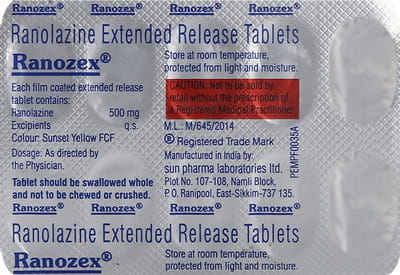 Ranozex® Ranozex® Ranozex® Ranozex®
Ranolazine Extended Release Tablets
Ranozex®
Each film coated extended release
tablet contains:
Ranolazine 500 mg
Excipients q.s.
Colour: Sunset Yellow FCF
Dosage: As directed by
the Physician.
Tablet should be swallowed whole
and not to be chewed or crushed.
Store at room temperature,
protected from light and moisture.
CAUTION: Not to be sold by
retail without the prescription of
a Registered Medical Practitioner.
M.L.: M/645/2014
® Registered Trade Mark
Manufactured in India by:
sun pharma laboratories ltd.
Plot No. 107-108, Namli Block,
P. O. Ranipool, East-Sikkim-737 135.
PEMPF0035A
Ranozex® Ranozex® Ranozex® Ranozex®
Ranolazine Extended Release Tablets
Ranozex®
Store at room temperature,
protected from light and moisture.